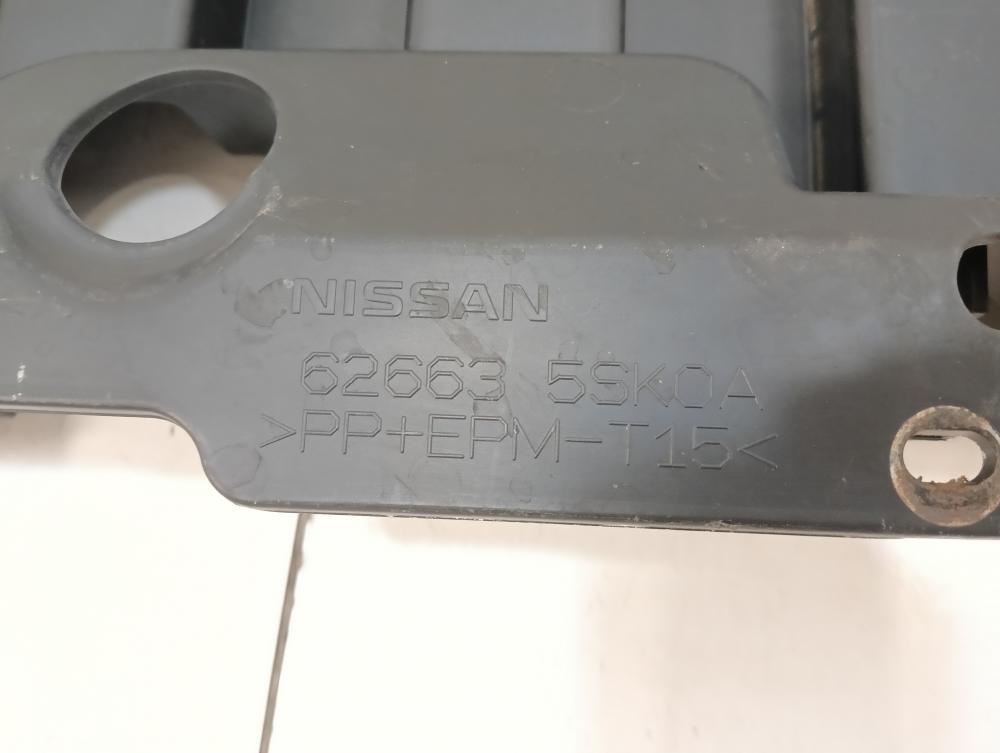 NISSAN
62663 5SK0A
>PP+EPM-T15<